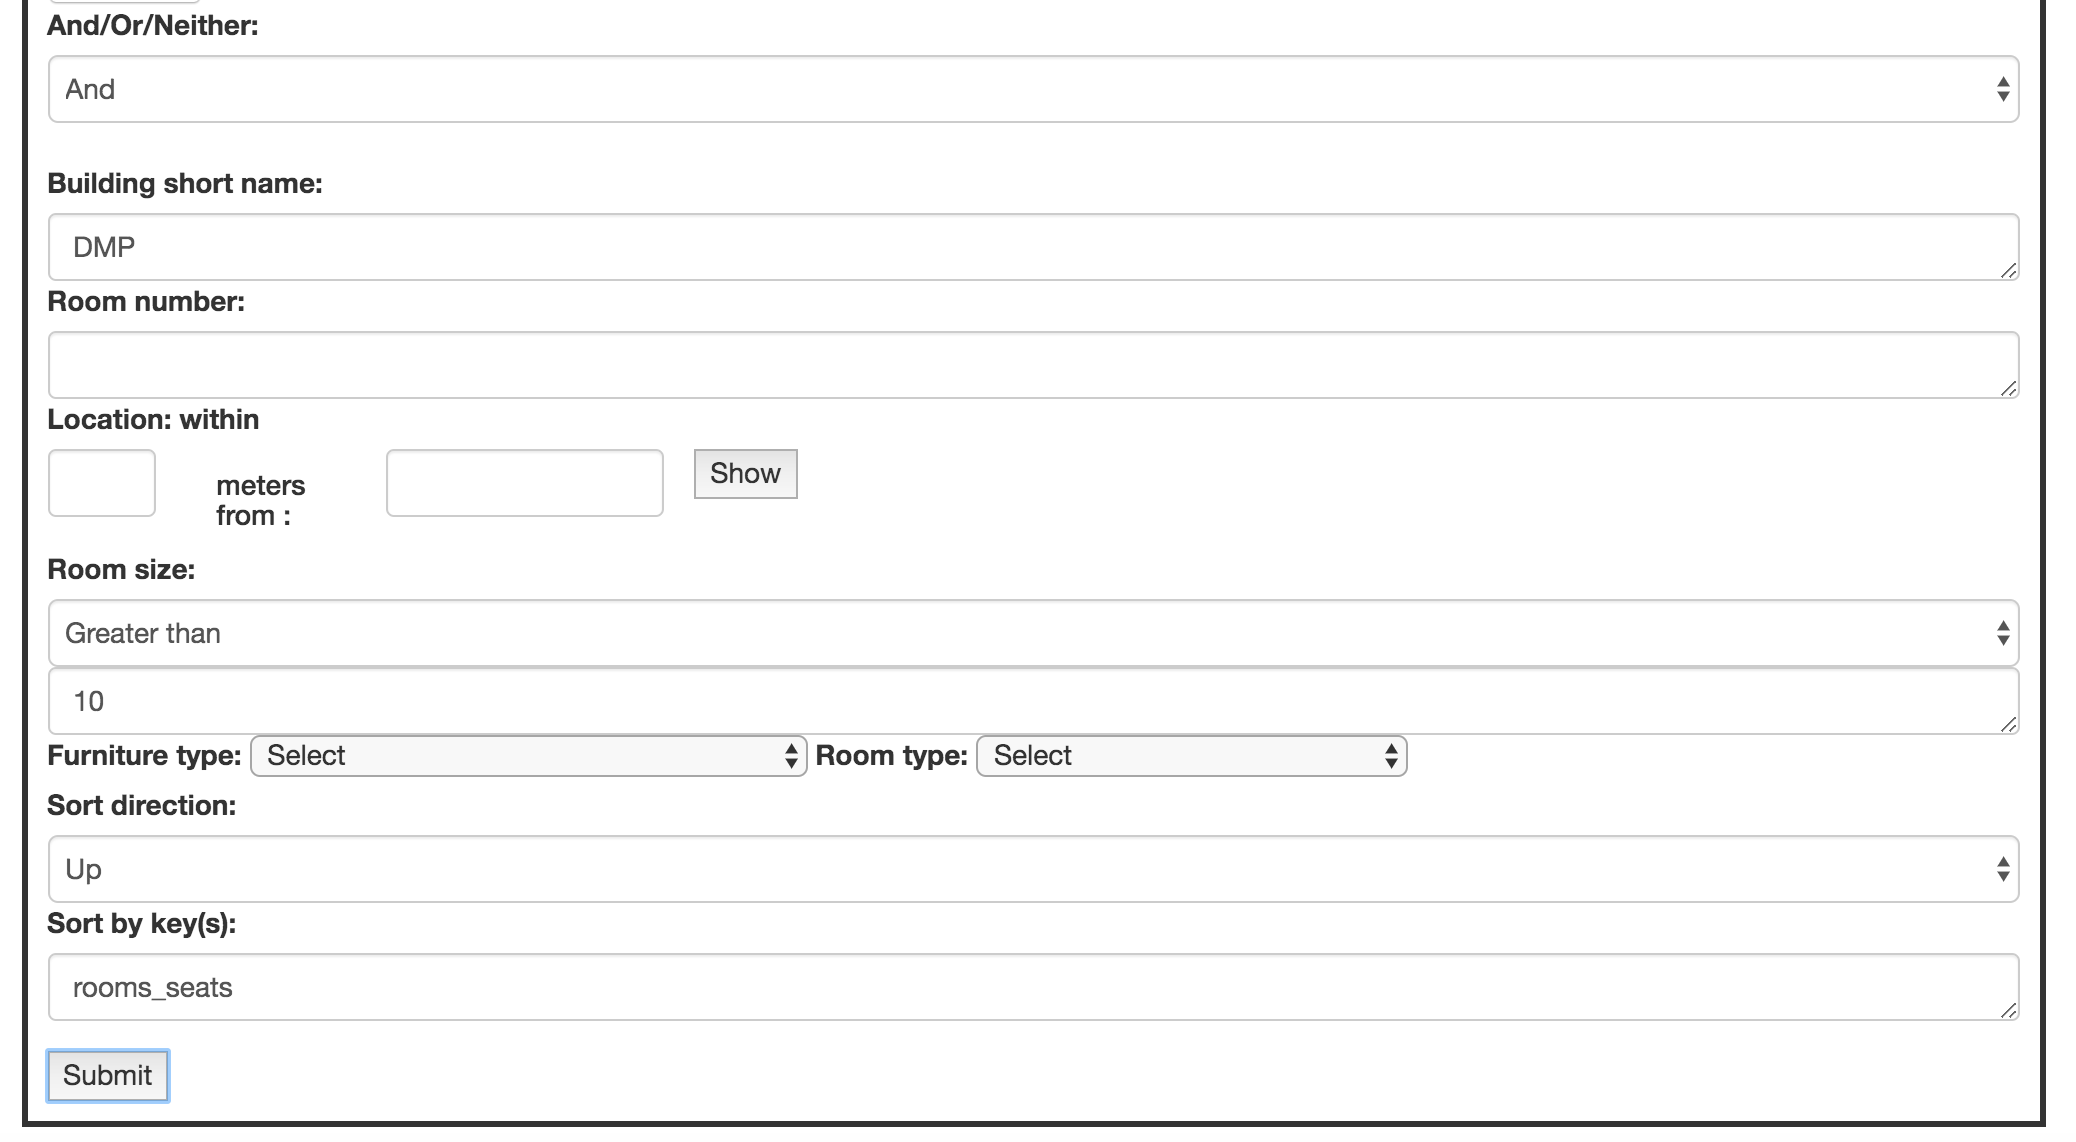 And/Or/Neither:
And
Building short name:
DMP
Room number:
Location: within
meters
from :
Show
Room size:
Greater than
10
Furniture type: Select Room type: Select
Sort direction:
Up
Sort by key(s):
rooms_seats
Submit